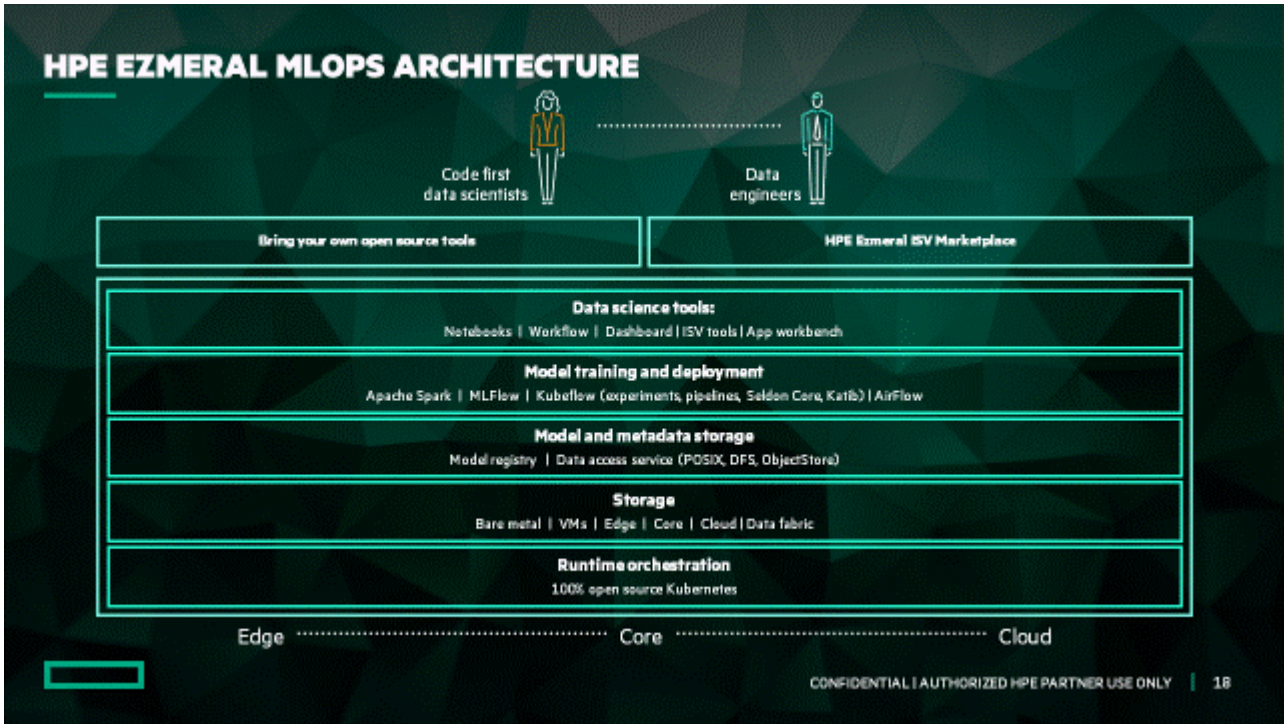 HPE EZMERAL MLOPS ARCHITECTURE
Code first
data scientists
Data
engineers
Bring your own open source tools
HPE Ezmeral ISV Marketplace
Data science tools:
Notebooks | Workflow | Dashboard | ISV tools | App workbench
Model training and deployment
Apache Spark | MLFlow | Kubeflow (experiments, pipelines, Seldon Core, Katib) | AirFlow
Model and metadata storage
Model registry | Data access service (POSIX, DFS, ObjectStore)
Storage
Bare metal | VMs | Edge | Core | Cloud | Data fabric
Runtime orchestration
100% open source Kubernetes
Edge Core Cloud
CONFIDENTIAL | AUTHORIZED HPE PARTNER USE ONLY | 18